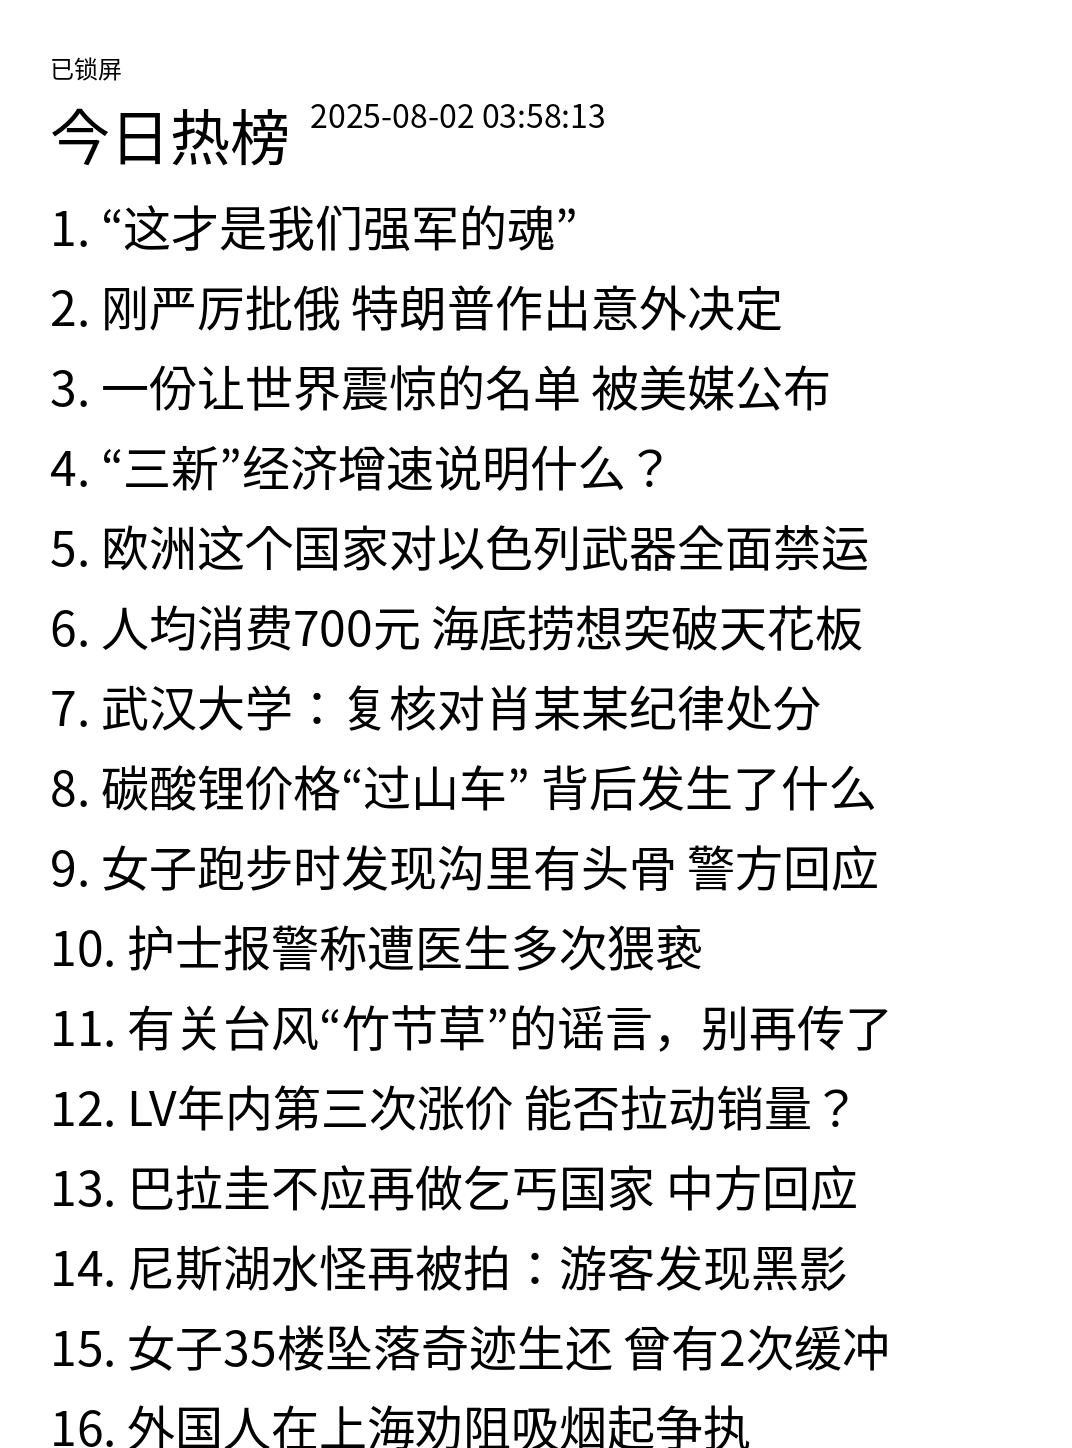 已锁屏
今日热榜 2025-08-02 03:58:13
1. “这才是我们强军的魂”
2. 刚严厉批俄 特朗普作出意外决定
3. 一份让世界震惊的名单 被美媒公布
4. “三新”经济增速说明什么？
5. 欧洲这个国家对以色列武器全面禁运
6. 人均消费700元 海底捞想突破天花板
7. 武汉大学：复核对肖某某纪律处分
8. 碳酸锂价格“过山车” 背后发生了什么
9. 女子跑步时发现沟里有头骨 警方回应
10. 护士报警称遭医生多次猥亵
11. 有关台风“竹节草”的谣言，别再传了
12. LV年内第三次涨价 能否拉动销量？
13. 巴拉圭不应再做乞丐国家 中方回应
14. 尼斯湖水怪再被拍：游客发现黑影
15. 女子35楼坠落奇迹生还 曾有2次缓冲
16. 外国人在上海劝阻吸烟起争执